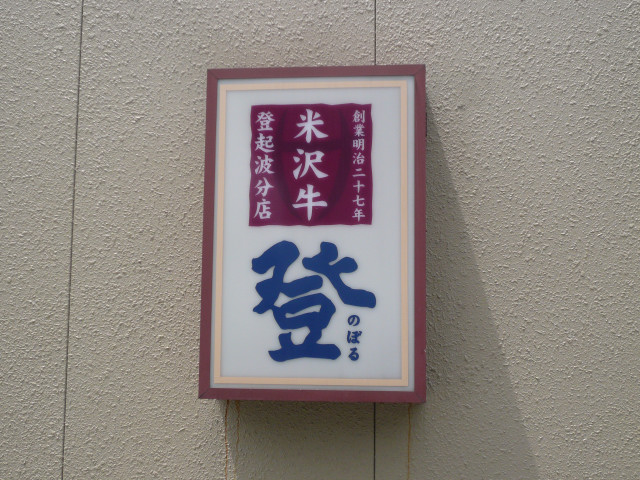 創業明治二十七年
米沢牛
登起波分店
登
のぼる